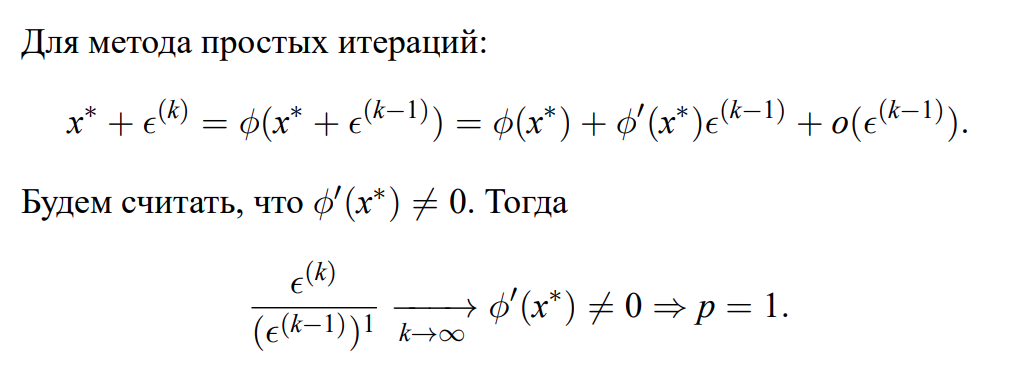 Для метода простых итераций:
x* + ϵ^(k) = ϕ(x* + ϵ^(k−1)) = ϕ(x*) + ϕ′(x*)ϵ^(k−1) + o(ϵ^(k−1)).
Будем считать, что ϕ′(x*) ≠ 0. Тогда
ϵ^(k) / (ϵ^(k−1))^1 ⟶_{k→∞} ϕ′(x*) ≠ 0 ⇒ p = 1.